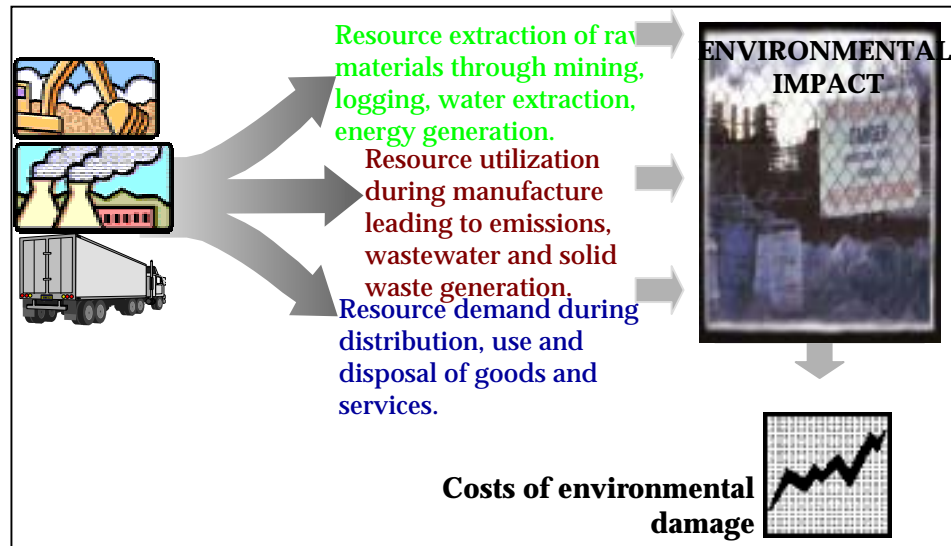 Resource extraction of raw
materials through mining,
logging, water extraction,
energy generation.
Resource utilization
during manufacture
leading to emissions,
wastewater and solid
waste generation.
Resource demand during
distribution, use and
disposal of goods and
services.
ENVIRONMENTAL
IMPACT
DANGER
Costs of environmental
damage